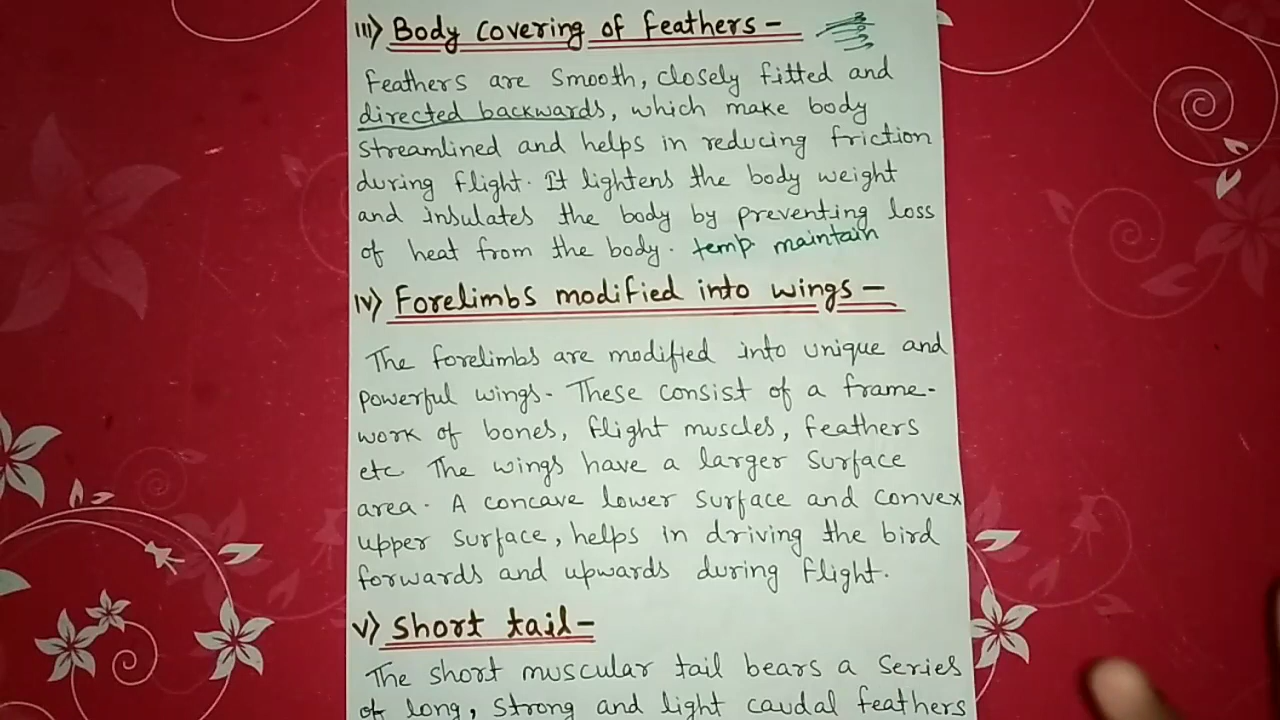 III) Body covering of feathers -
Feathers are smooth, closely fitted and
directed backwards, which make body
streamlined and helps in reducing friction
during flight. It lightens the body weight
and insulates the body by preventing loss
of heat from the body. temp. maintain
IV) Forelimbs modified into wings -
The forelimbs are modified into unique and
powerful wings. These consist of a frame-
work of bones, flight muscles, feathers
etc. The wings have a larger surface
area. A concave lower surface and convex
upper surface, helps in driving the bird
forwards and upwards during flight.
V) Short tail -
The short muscular tail bears a series
of long, strong and light caudal feathers